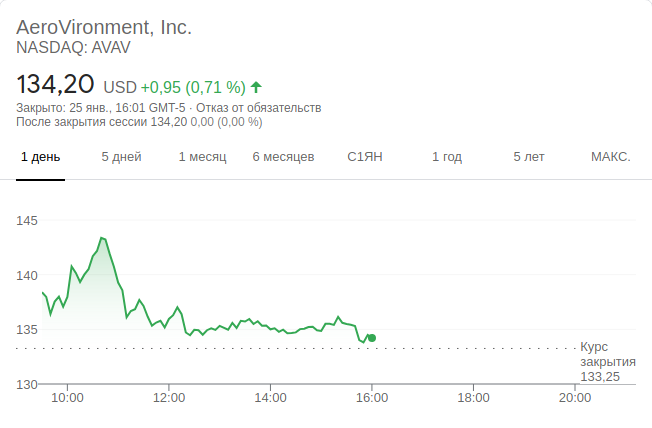 AeroVironment, Inc.
NASDAQ: AVAV
134,20 USD +0,95 (0,71 %)
Закрыто: 25 янв., 16:01 GMT-5 · Отказ от обязательств
После закрытия сессии 134,20 0,00 (0,00 %)
1 день 5 дней 1 месяц 6 месяцев С1ЯН 1 год 5 лет МАКС.
145
140
135
Курс
закрытия
133,25
130
10:00 12:00 14:00 16:00 18:00 20:00